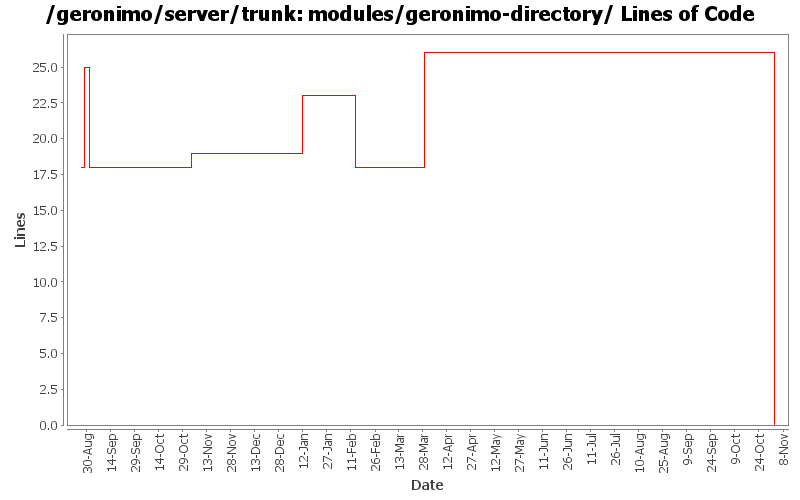 /geronimo/server/trunk: modules/geronimo-directory/ Lines of Code
Lines
25.0
22.5
20.0
17.5
15.0
12.5
10.0
7.5
5.0
2.5
0.0
30-Aug
14-Sep
29-Sep
14-Oct
29-Oct
13-Nov
28-Nov
13-Dec
28-Dec
12-Jan
27-Jan
11-Feb
26-Feb
13-Mar
28-Mar
12-Apr
27-Apr
12-May
27-May
11-Jun
26-Jun
11-Jul
26-Jul
10-Aug
25-Aug
9-Sep
24-Sep
9-Oct
24-Oct
8-Nov
Date